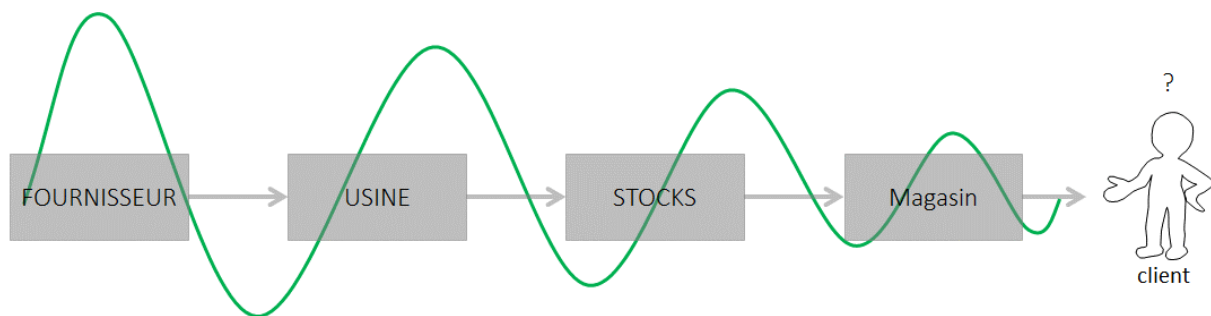 ?
FOURNISSEUR
USINE
STOCKS
Magasin
client